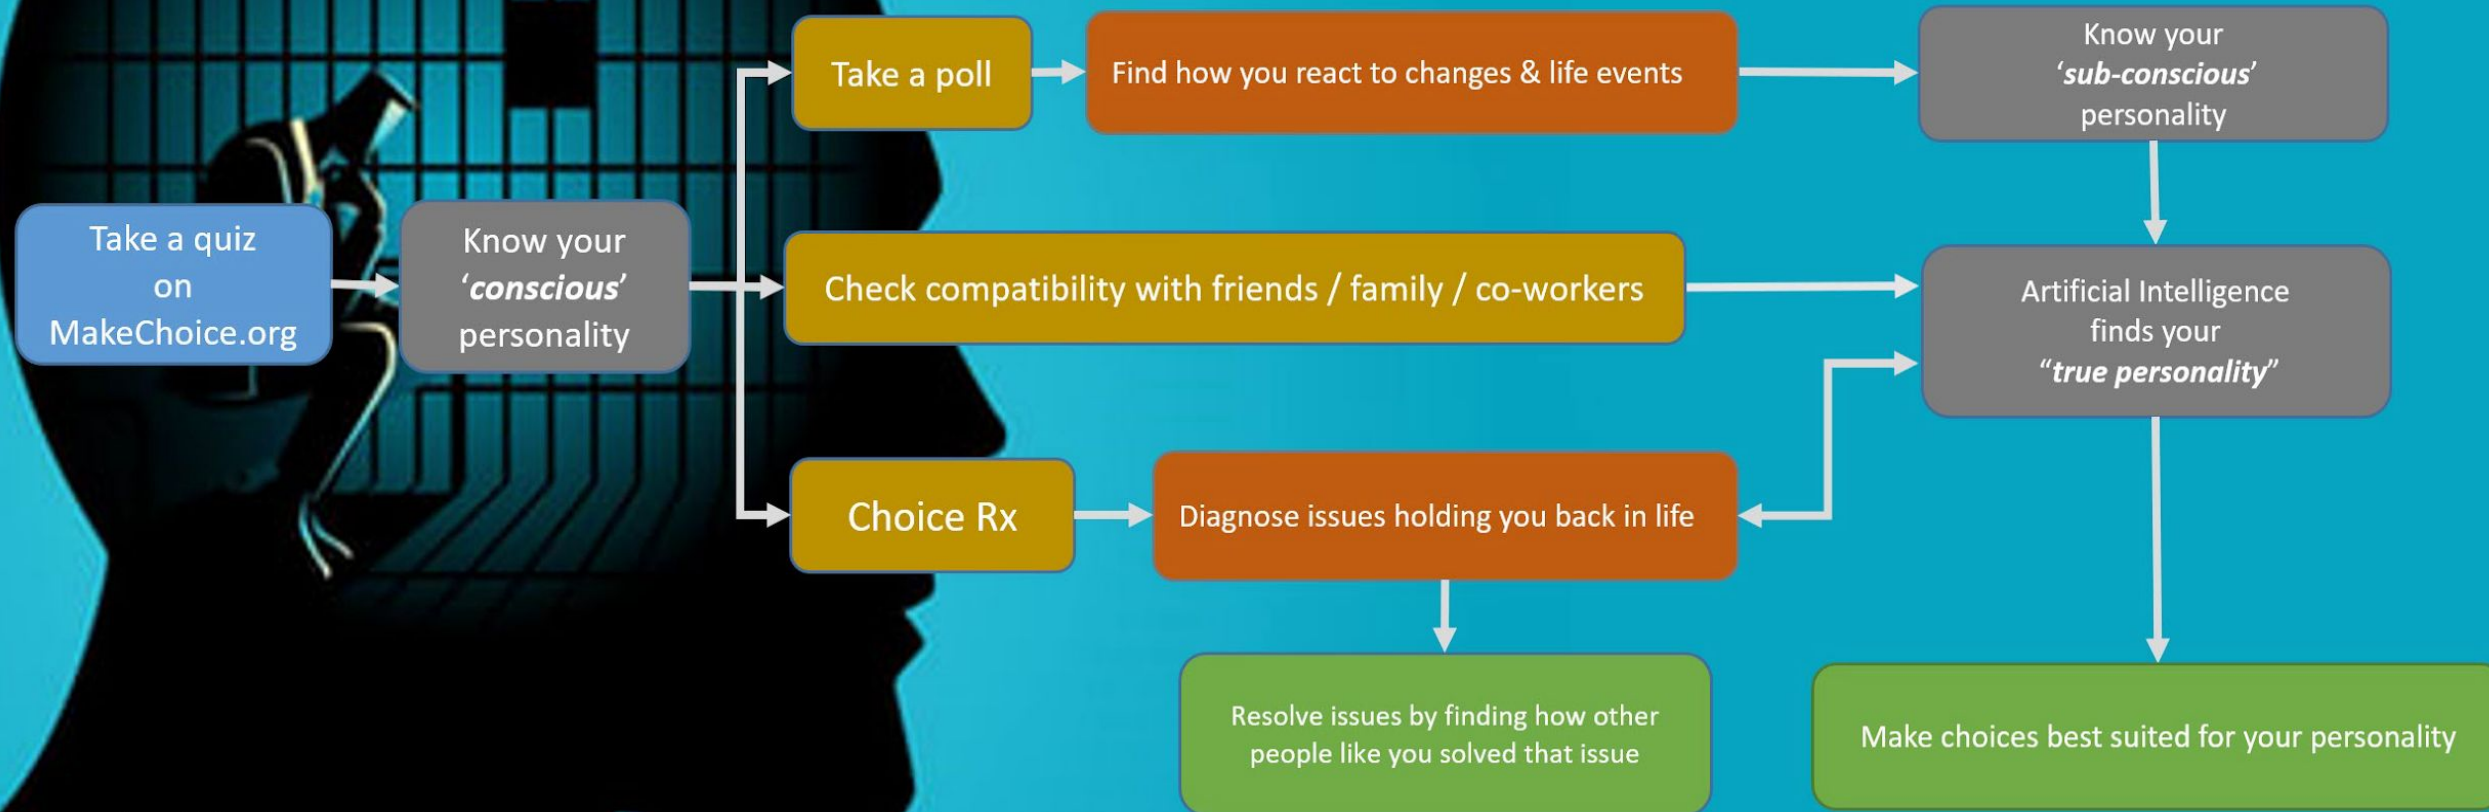 Take a quiz
on
MakeChoice.org
Know your
‘conscious’
personality
Take a poll
Find how you react to changes & life events
Know your
‘sub-conscious’
personality
Check compatibility with friends / family / co-workers
Artificial Intelligence
finds your
“true personality”
Choice Rx
Diagnose issues holding you back in life
Resolve issues by finding how other
people like you solved that issue
Make choices best suited for your personality